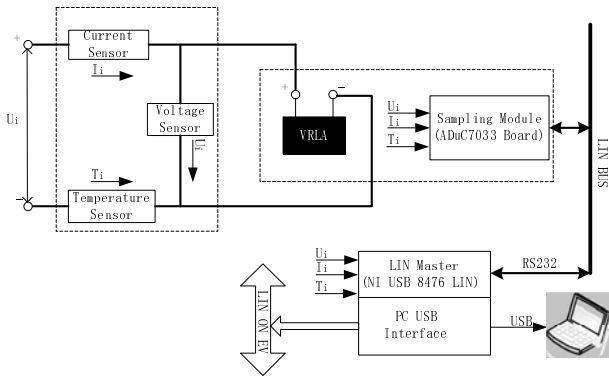 +
Current
Sensor
Ii
Ui
Voltage
Sensor
Ui
Ti
−
Temperature
Sensor
+
−
VRLA
Ui
Ii
Ti
Sampling Module
(ADuC7033 Board)
LIN BUS
Ui
Ii
Ti
LIN Master
(NI USB 8476 LIN)
RS232
PC USB
Interface
USB
LIN ON EV